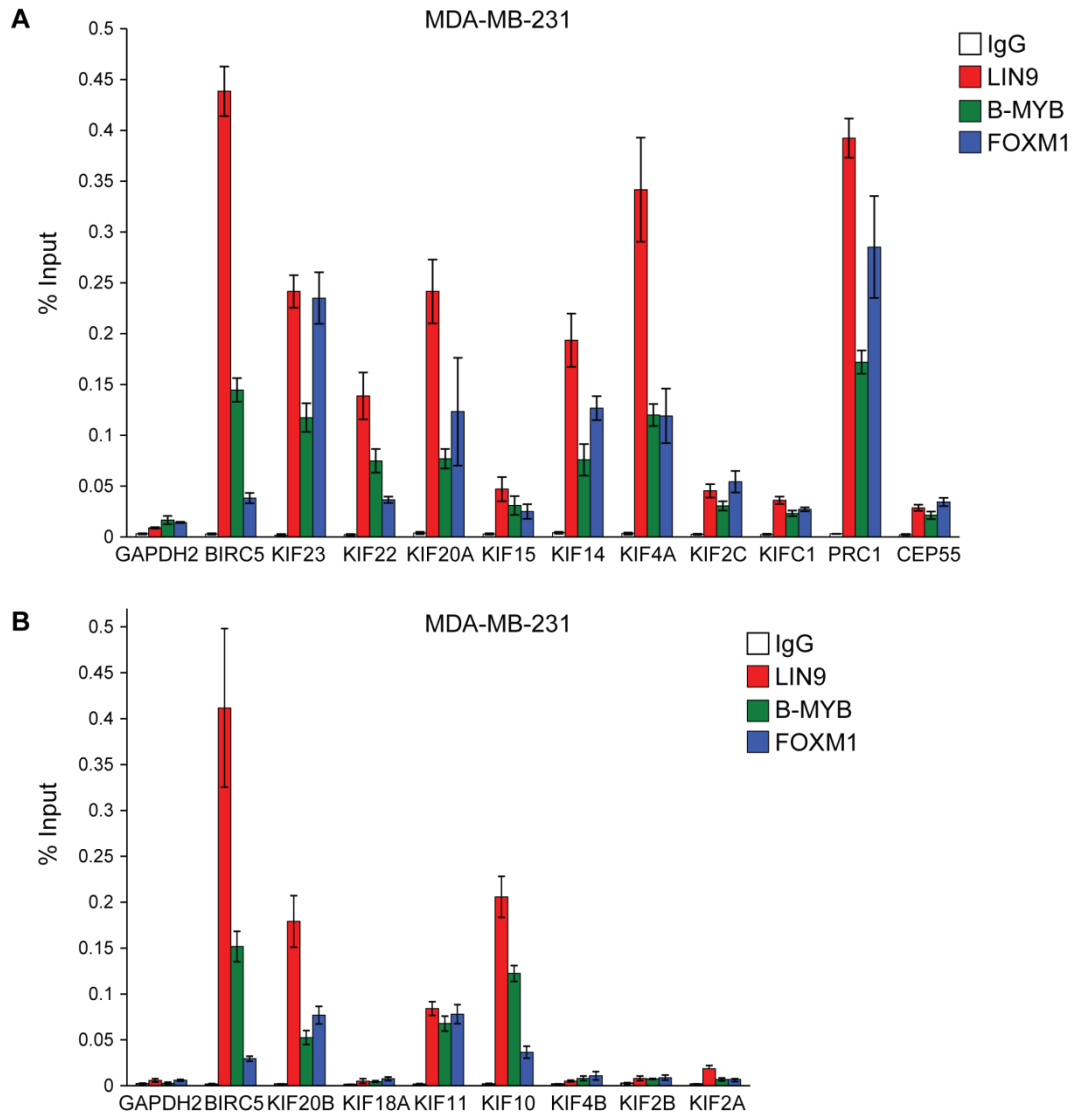 A
MDA-MB-231
IgG
LIN9
B-MYB
FOXM1
% Input
0.5
0.45
0.4
0.35
0.3
0.25
0.2
0.15
0.1
0.05
0
GAPDH2 BIRC5 KIF23 KIF22 KIF20A KIF15 KIF14 KIF4A KIF2C KIFC1 PRC1 CEP55
B
MDA-MB-231
IgG
LIN9
B-MYB
FOXM1
% Input
0.5
0.45
0.4
0.35
0.3
0.25
0.2
0.15
0.1
0.05
0
GAPDH2 BIRC5 KIF20B KIF18A KIF11 KIF10 KIF4B KIF2B KIF2A